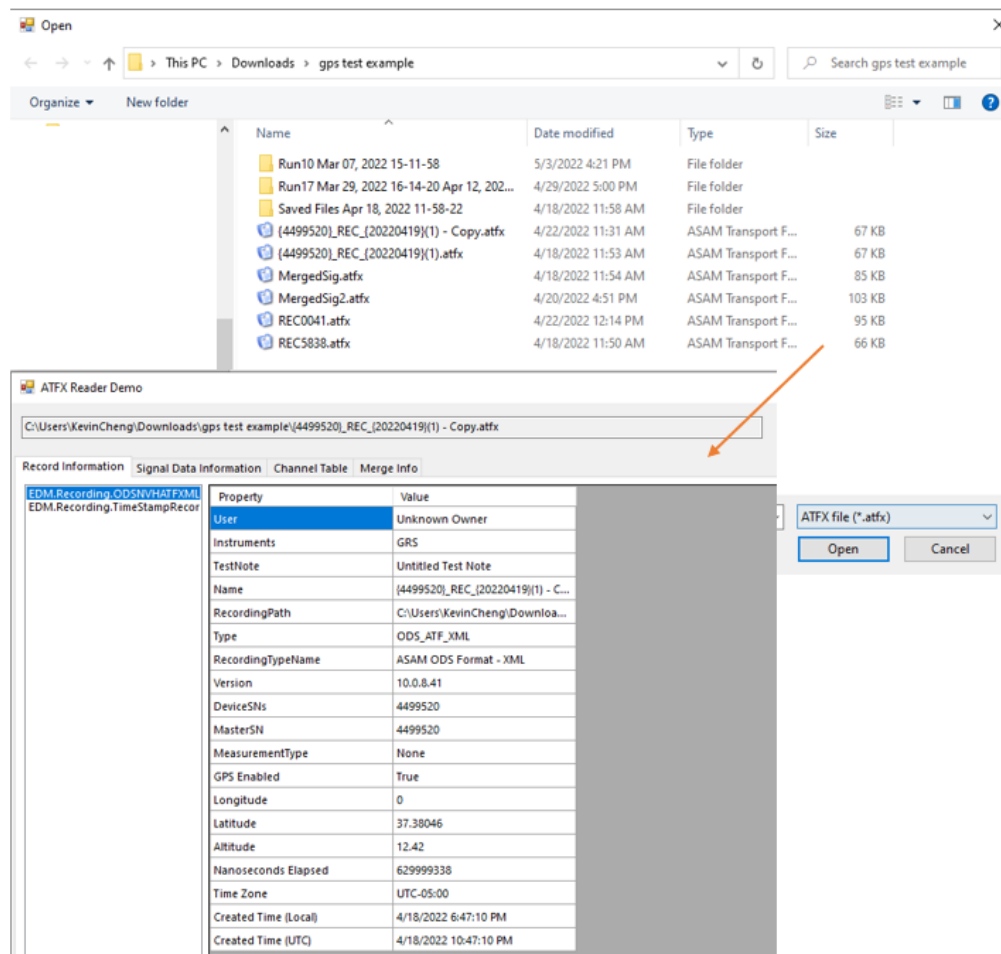 Open
This PC > Downloads > gps test example
Search gps test example
Organize
New folder
Name Date modified Type Size
Run10 Mar 07, 2022 15-11-58 5/3/2022 4:21 PM File folder
Run17 Mar 29, 2022 16-14-20 Apr 12, 202... 4/29/2022 5:00 PM File folder
Saved Files Apr 18, 2022 11-58-22 4/18/2022 11:58 AM File folder
{4499520}_REC_{20220419}(1) - Copy.atfx 4/22/2022 11:31 AM ASAM Transport F... 67 KB
{4499520}_REC_{20220419}(1).atfx 4/18/2022 11:53 AM ASAM Transport F... 67 KB
MergedSig.atfx 4/18/2022 11:54 AM ASAM Transport F... 85 KB
MergedSig2.atfx 4/20/2022 4:51 PM ASAM Transport F... 103 KB
REC0041.atfx 4/22/2022 12:14 PM ASAM Transport F... 95 KB
REC5838.atfx 4/18/2022 11:50 AM ASAM Transport F... 66 KB
ATFX Reader Demo
C:\Users\KevinCheng\Downloads\gps test example\{4499520}_REC_{20220419}(1) - Copy.atfx
Record Information Signal Data Information Channel Table Merge Info
EDM.Recording.ODSNVHATFXML
EDM.Recording.TimeStampRecor
Property Value
User Unknown Owner
Instruments GRS
TestNote Untitled Test Note
Name {4499520}_REC_{20220419}(1) - C...
RecordingPath C:\Users\KevinCheng\Downloa...
Type ODS_ATF_XML
RecordingTypeName ASAM ODS Format - XML
Version 10.0.8.41
DeviceSNs 4499520
MasterSN 4499520
MeasurementType None
GPS Enabled True
Longitude 0
Latitude 37.38046
Altitude 12.42
Nanoseconds Elapsed 629999338
Time Zone UTC-05:00
Created Time (Local) 4/18/2022 6:47:10 PM
Created Time (UTC) 4/18/2022 10:47:10 PM
ATFX file (*.atfx)
Open Cancel